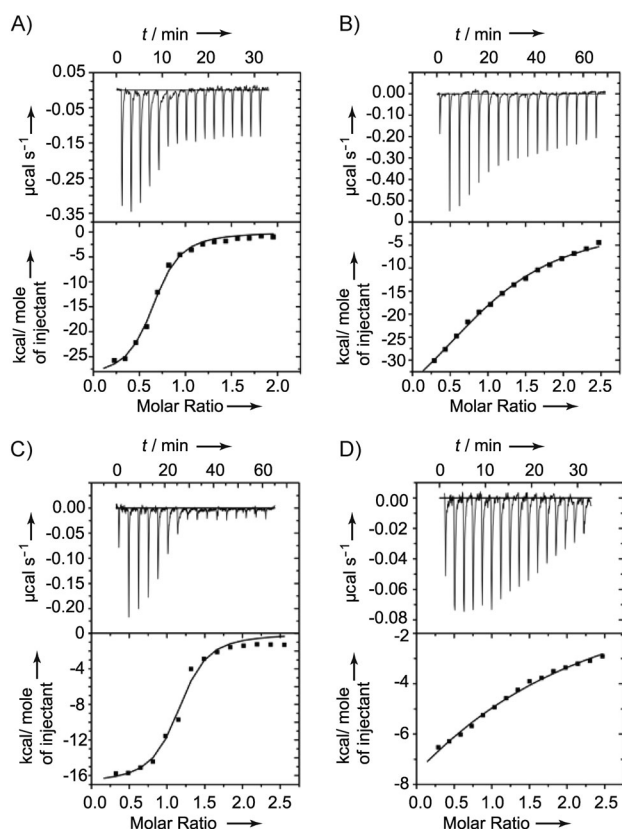 A)
t / min
0 10 20 30
0.05
-0.05
-0.15
-0.25
-0.35
µcal s⁻¹
0
-5
-10
-15
-20
-25
kcal/ mole
of injectant
0.0 0.5 1.0 1.5 2.0
Molar Ratio
B)
t / min
0 10 20 30 40 50 60 70
0.00
-0.10
-0.20
-0.30
-0.40
-0.50
0
µcal s⁻¹
-5
-10
-15
-20
-25
-30
kcal/ mole
of injectant
0.0 0.5 1.0 1.5 2.0 2.5
Molar Ratio
C)
t / min
0 10 20 30 40 50 60
0.00
-0.05
-0.10
-0.15
-0.20
µcal s⁻¹
0
-4
-8
-12
-16
kcal/ mole
of injectant
0.0 0.5 1.0 1.5 2.0 2.5
Molar Ratio
D)
t / min
0 10 20 30
0.00
-0.02
-0.04
-0.06
-0.08
µcal s⁻¹
-2
-4
-6
-8
kcal/ mole
of injectant
0.0 0.5 1.0 1.5 2.0 2.5
Molar Ratio